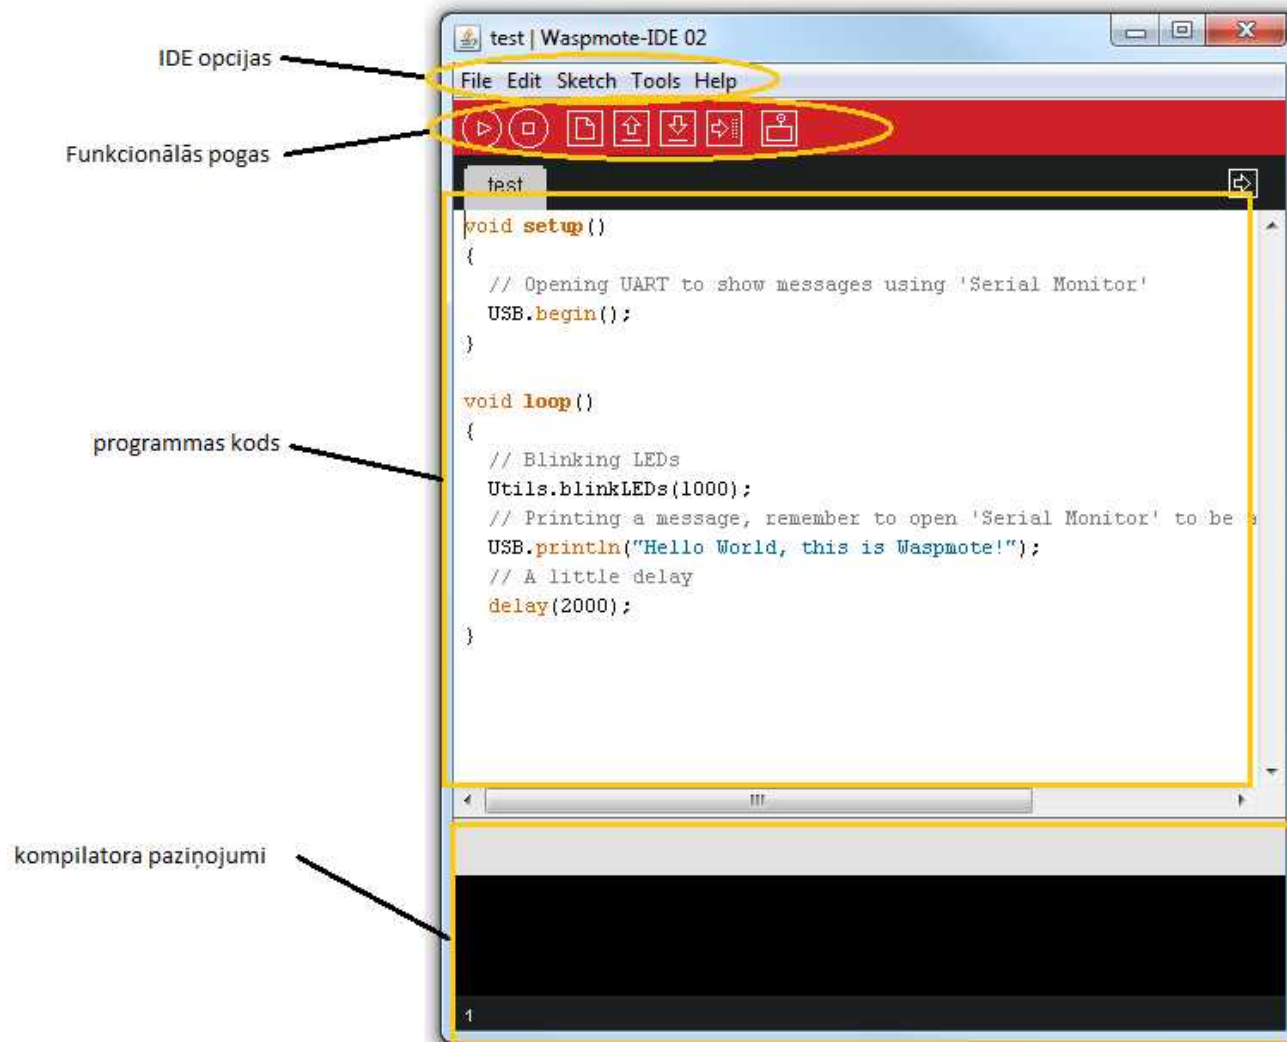 test | Waspmote-IDE 02
IDE opcijas
File Edit Sketch Tools Help
Funkcionālās pogas
test
void setup()
{
// Opening UART to show messages using 'Serial Monitor'
USB.begin();
}
void loop()
{
programmas kods
// Blinking LEDs
Utils.blinkLEDs(1000);
// Printing a message, remember to open 'Serial Monitor' to be
USB.println("Hello World, this is Waspmote!");
// A little delay
delay(2000);
}
kompilatora paziņojumi
1